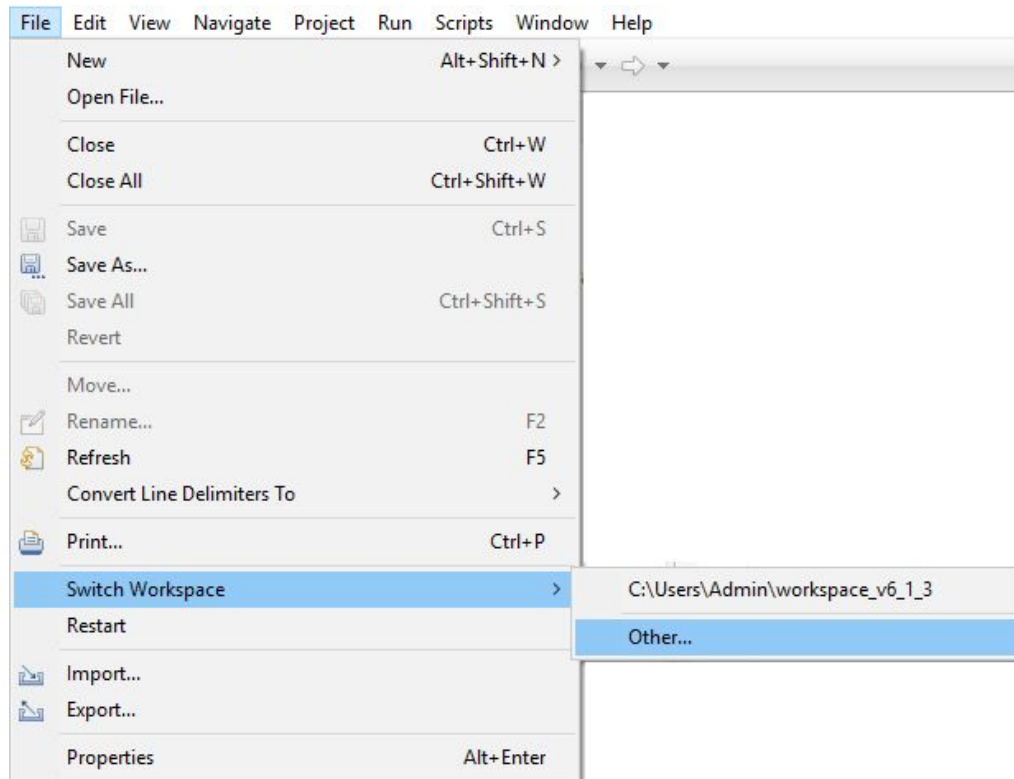 File Edit View Navigate Project Run Scripts Window Help
New Alt+Shift+N >
Open File...
Close Ctrl+W
Close All Ctrl+Shift+W
Save Ctrl+S
Save As...
Save All Ctrl+Shift+S
Revert
Move...
Rename... F2
Refresh F5
Convert Line Delimiters To >
Print... Ctrl+P
Switch Workspace >
C:\Users\Admin\workspace_v6_1_3
Restart
Other...
Import...
Export...
Properties Alt+Enter